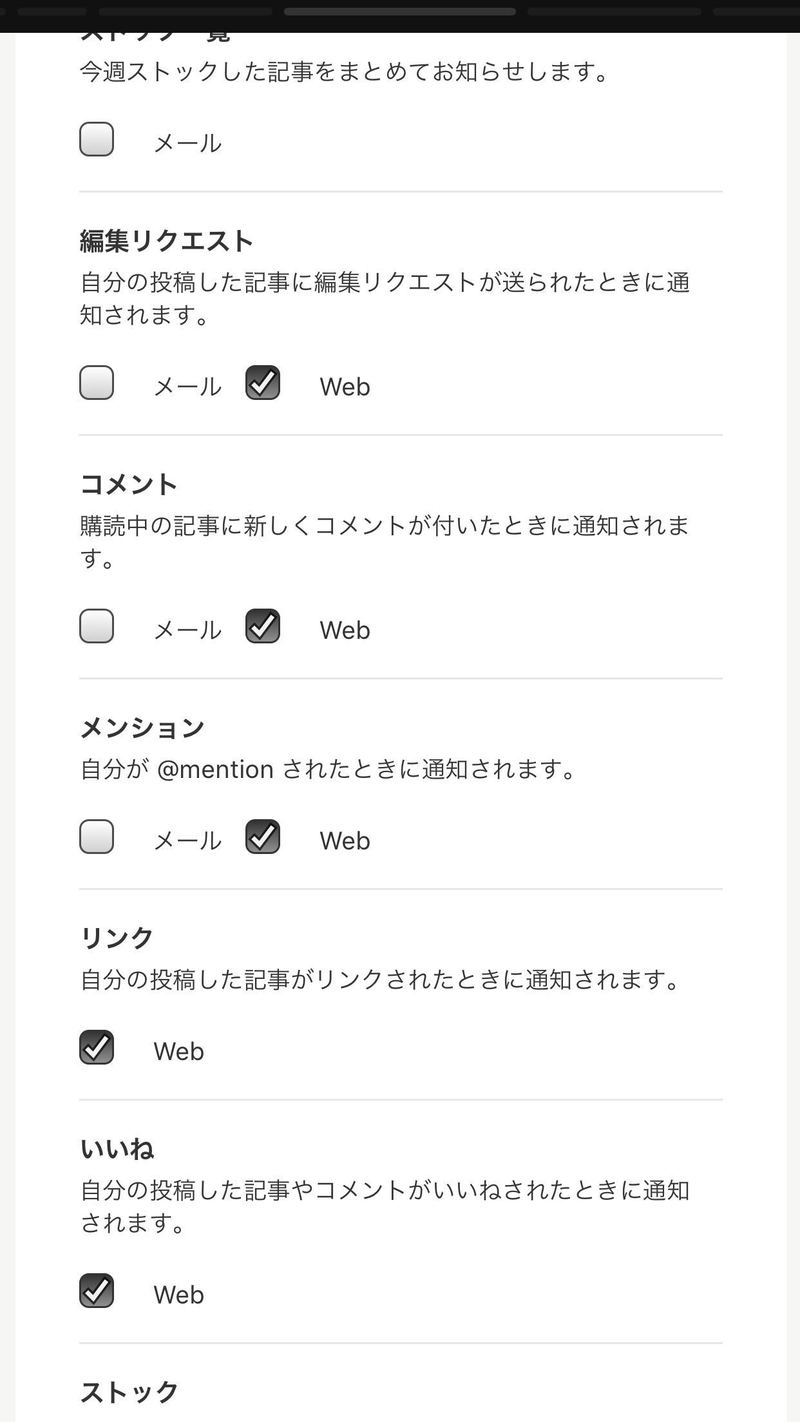 今週ストックした記事をまとめてお知らせします。
メール
編集リクエスト
自分の投稿した記事に編集リクエストが送られたときに通
知されます。
メール Web
コメント
購読中の記事に新しくコメントが付いたときに通知されま
す。
メール Web
メンション
自分が @mention されたときに通知されます。
メール Web
リンク
自分の投稿した記事がリンクされたときに通知されます。
Web
いいね
自分の投稿した記事やコメントがいいねされたときに通知
されます。
Web
ストック